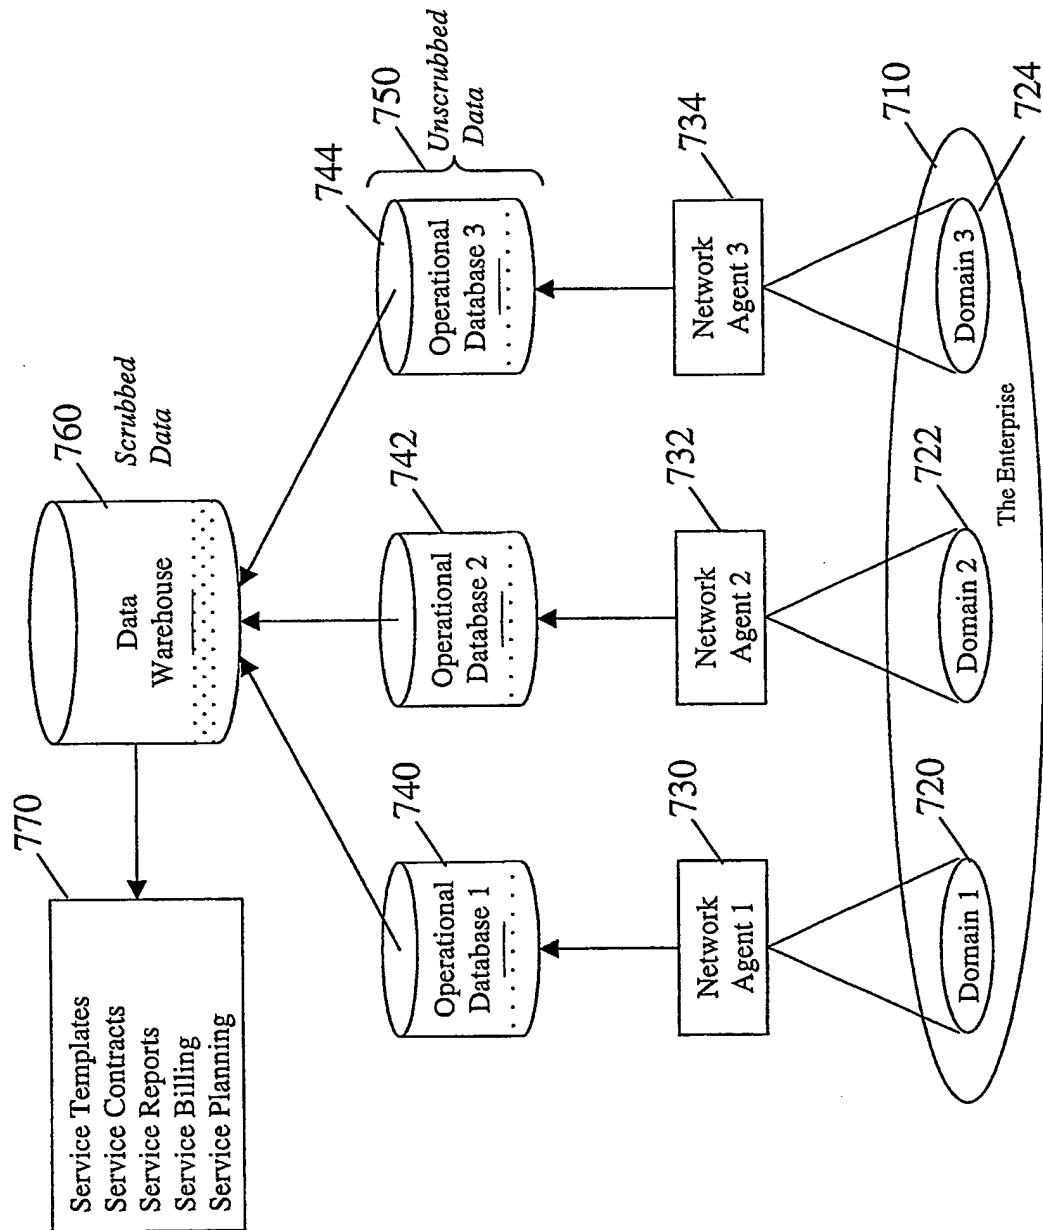 770
Service Templates
Service Contracts
Service Reports
Service Billing
Service Planning
760
Scrubbed
Data
Data
Warehouse
740
Operational
Database 1
742
Operational
Database 2
744
Operational
Database 3
750
Unscrubbed
Data
730
Network
Agent 1
732
Network
Agent 2
734
Network
Agent 3
710
720
Domain 1
722
Domain 2
724
Domain 3
The Enterprise